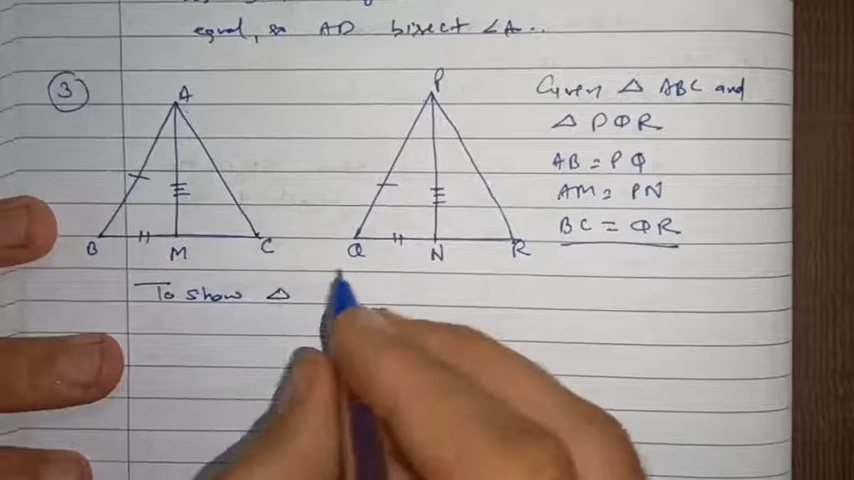 equal, so AD bisect ∠A..
3
A
P
Given △ ABC and
△ PQR
AB = PQ
AM = PN
BC = QR
B M C Q N R
To show △